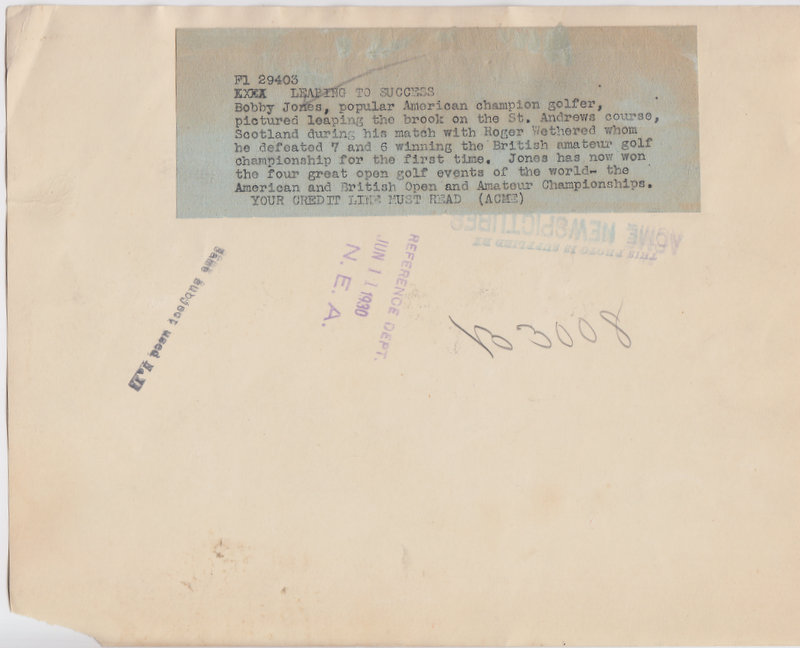 F1 29403
XXXX LEAPING TO SUCCESS
Bobby Jones, popular American champion golfer,
pictured leaping the brook on the St. Andrews course,
Scotland during his match with Roger Wethered whom
he defeated 7 and 6 winning the British amateur golf
championship for the first time. Jones has now won
the four great open golf events of the world- the
American and British Open and Amateur Championships.
YOUR CREDIT LINE MUST READ (ACME)
THIS PHOTO IS SUPPLIED BY
ACME NEWSPICTURES
REFERENCE DEPT.
JUN 11 1930
N. E. A.
Same subject used
B3008